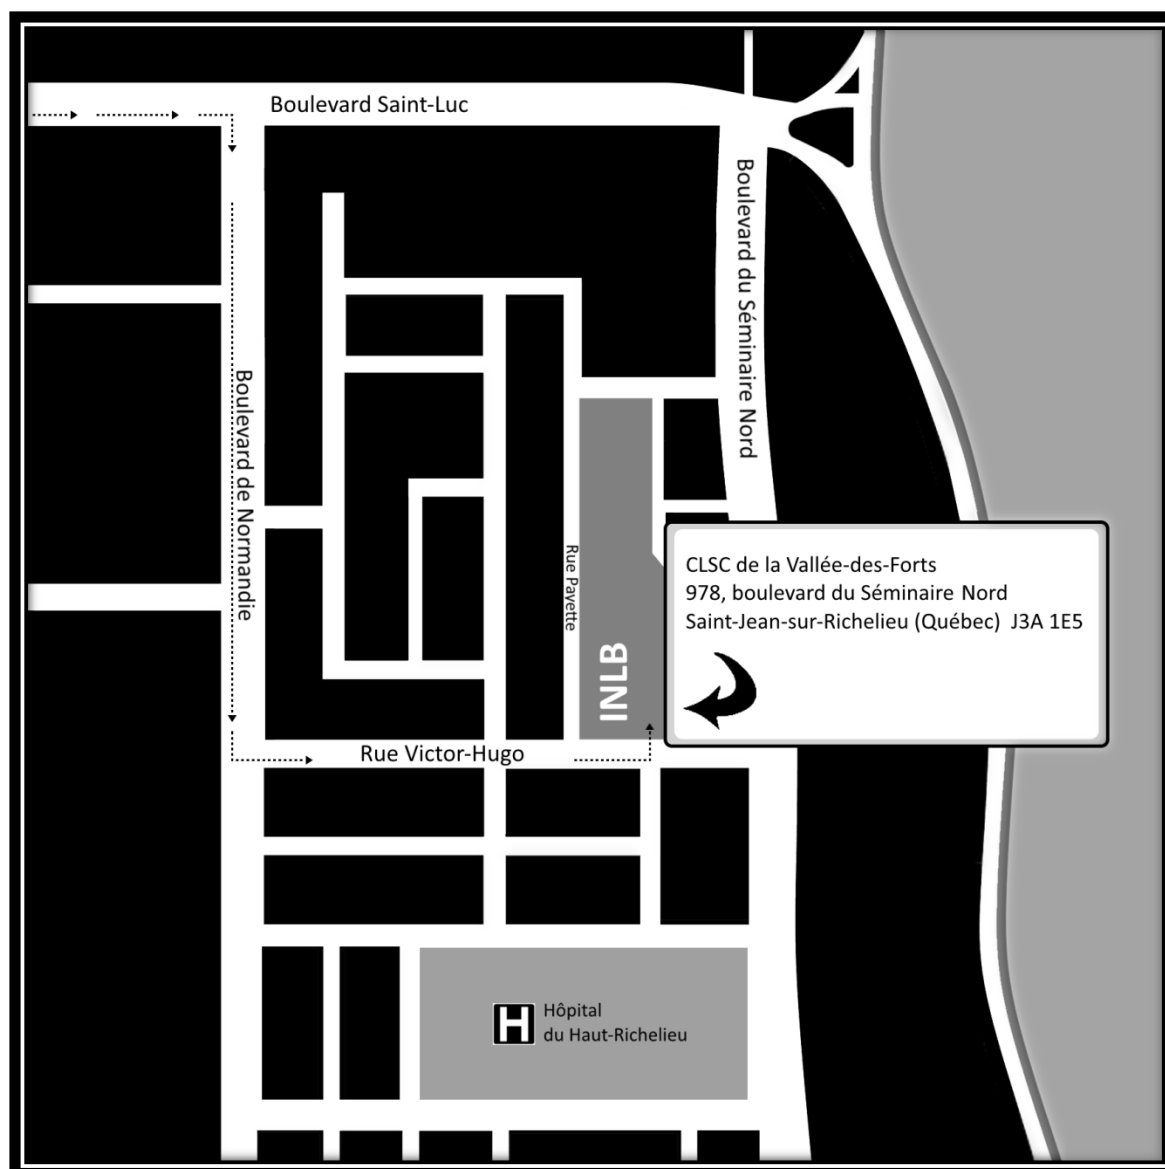 Boulevard Saint-Luc
Boulevard du Séminaire Nord
Boulevard de Normandie
Rue Payette
CLSC de la Vallée-des-Forts
978, boulevard du Séminaire Nord
Saint-Jean-sur-Richelieu (Québec) J3A 1E5
INLB
Rue Victor-Hugo
H
Hôpital
du Haut-Richelieu